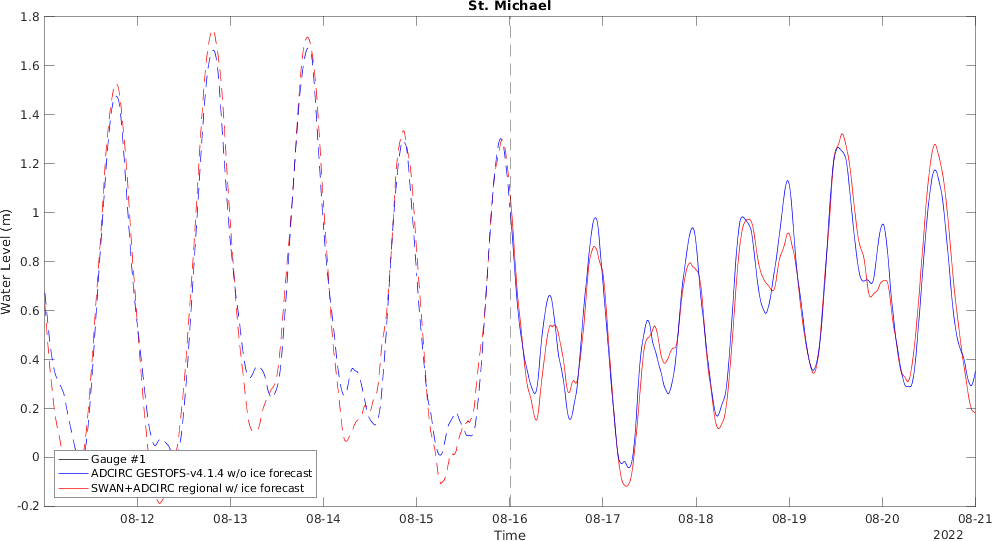 St. Michael
1.8
1.6
1.4
1.2
1
0.8
0.6
0.4
0.2
0
-0.2
Water Level (m)
Gauge #1
ADCIRC GESTOFS-v4.1.4 w/o ice forecast
SWAN+ADCIRC regional w/ ice forecast
08-12 08-13 08-14 08-15 08-16 08-17 08-18 08-19 08-20 08-21
Time
2022